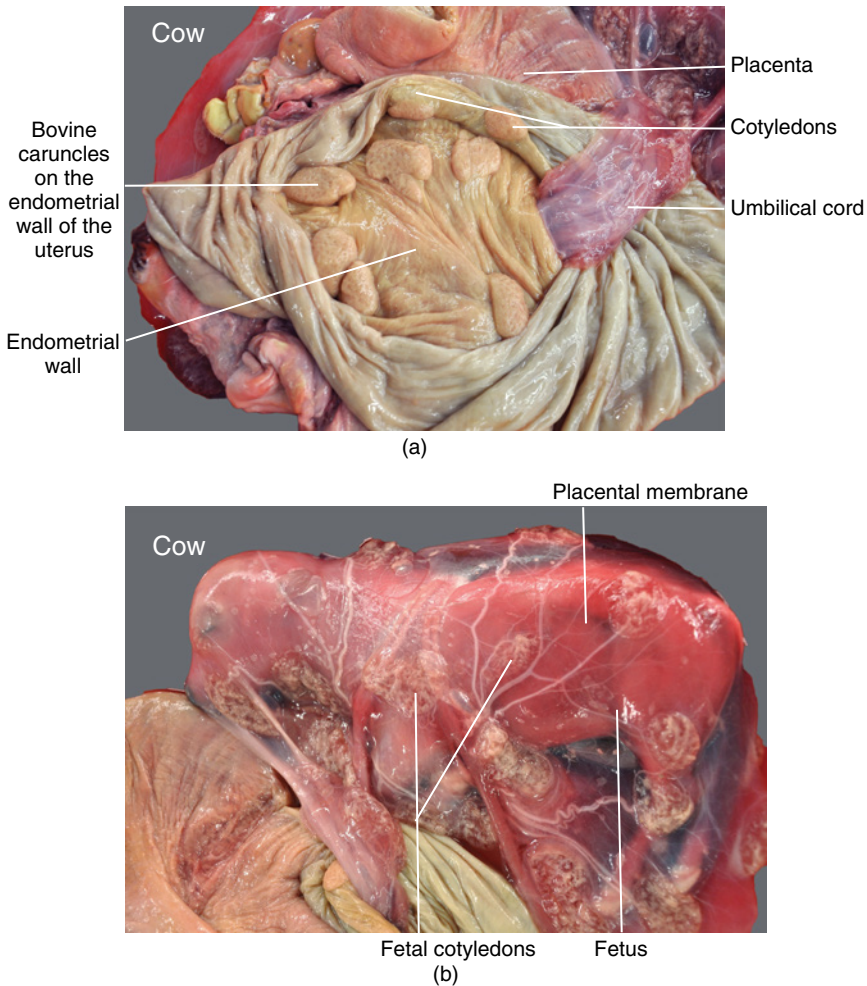 Cow
Placenta
Cotyledons
Bovine
caruncles
on the
endometrial
wall of the
uterus
Umbilical cord
Endometrial
wall
(a)
Placental membrane
Cow
Fetal cotyledons
Fetus
(b)